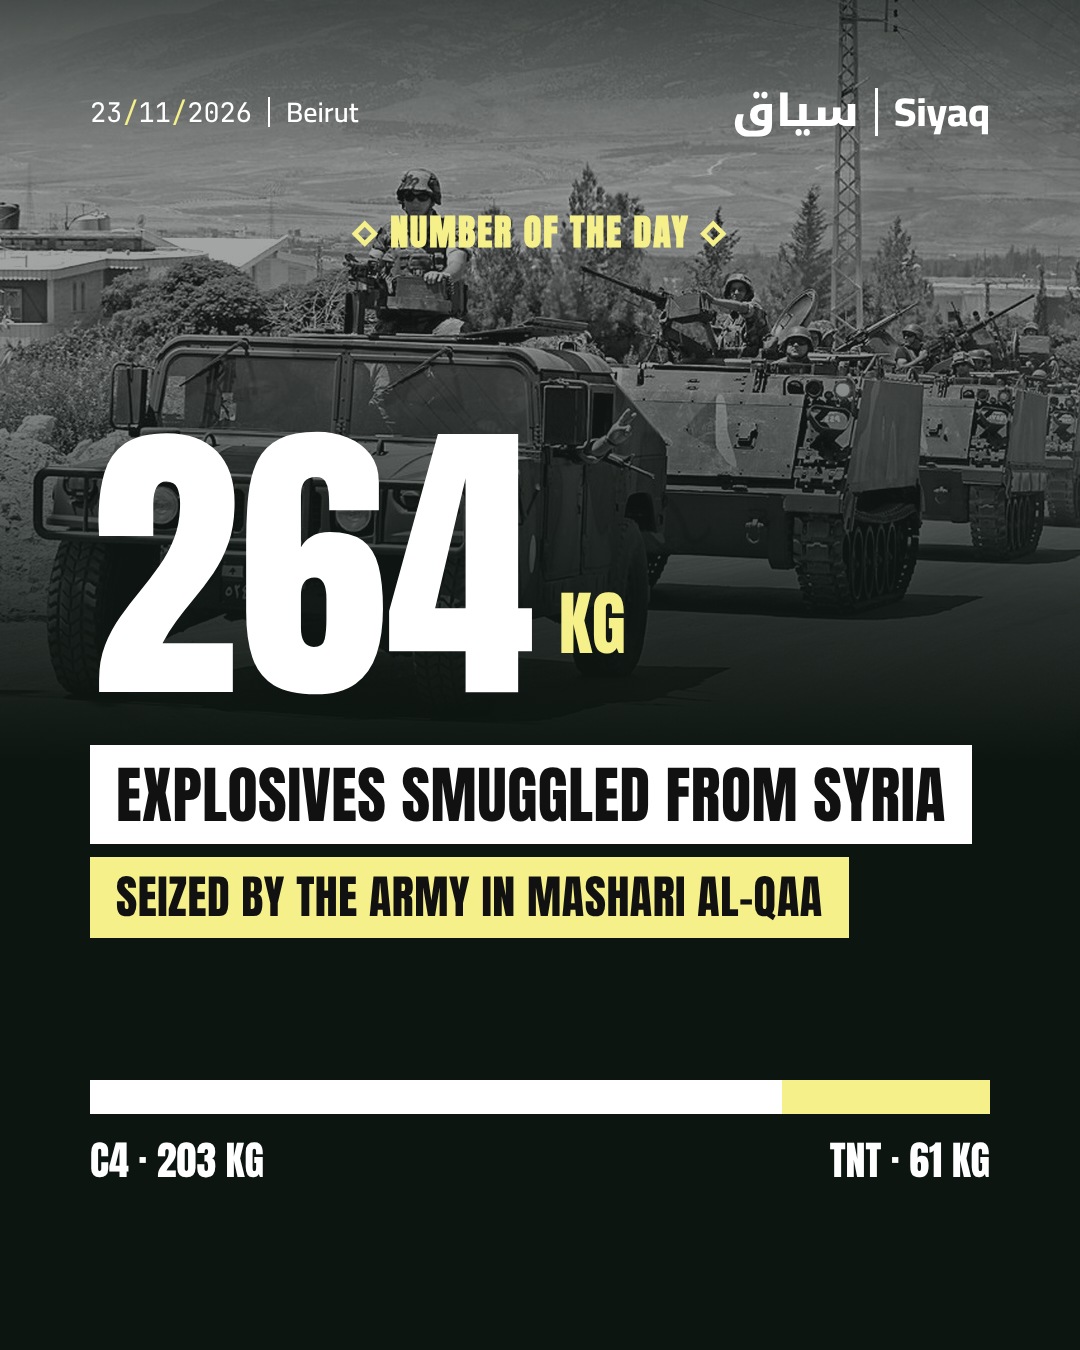 23/11/2026 | Beirut
سياق | Siyaq
NUMBER OF THE DAY
264 KG
EXPLOSIVES SMUGGLED FROM SYRIA
SEIZED BY THE ARMY IN MASHARI AL-QAA
C4 · 203 KG
TNT · 61 KG